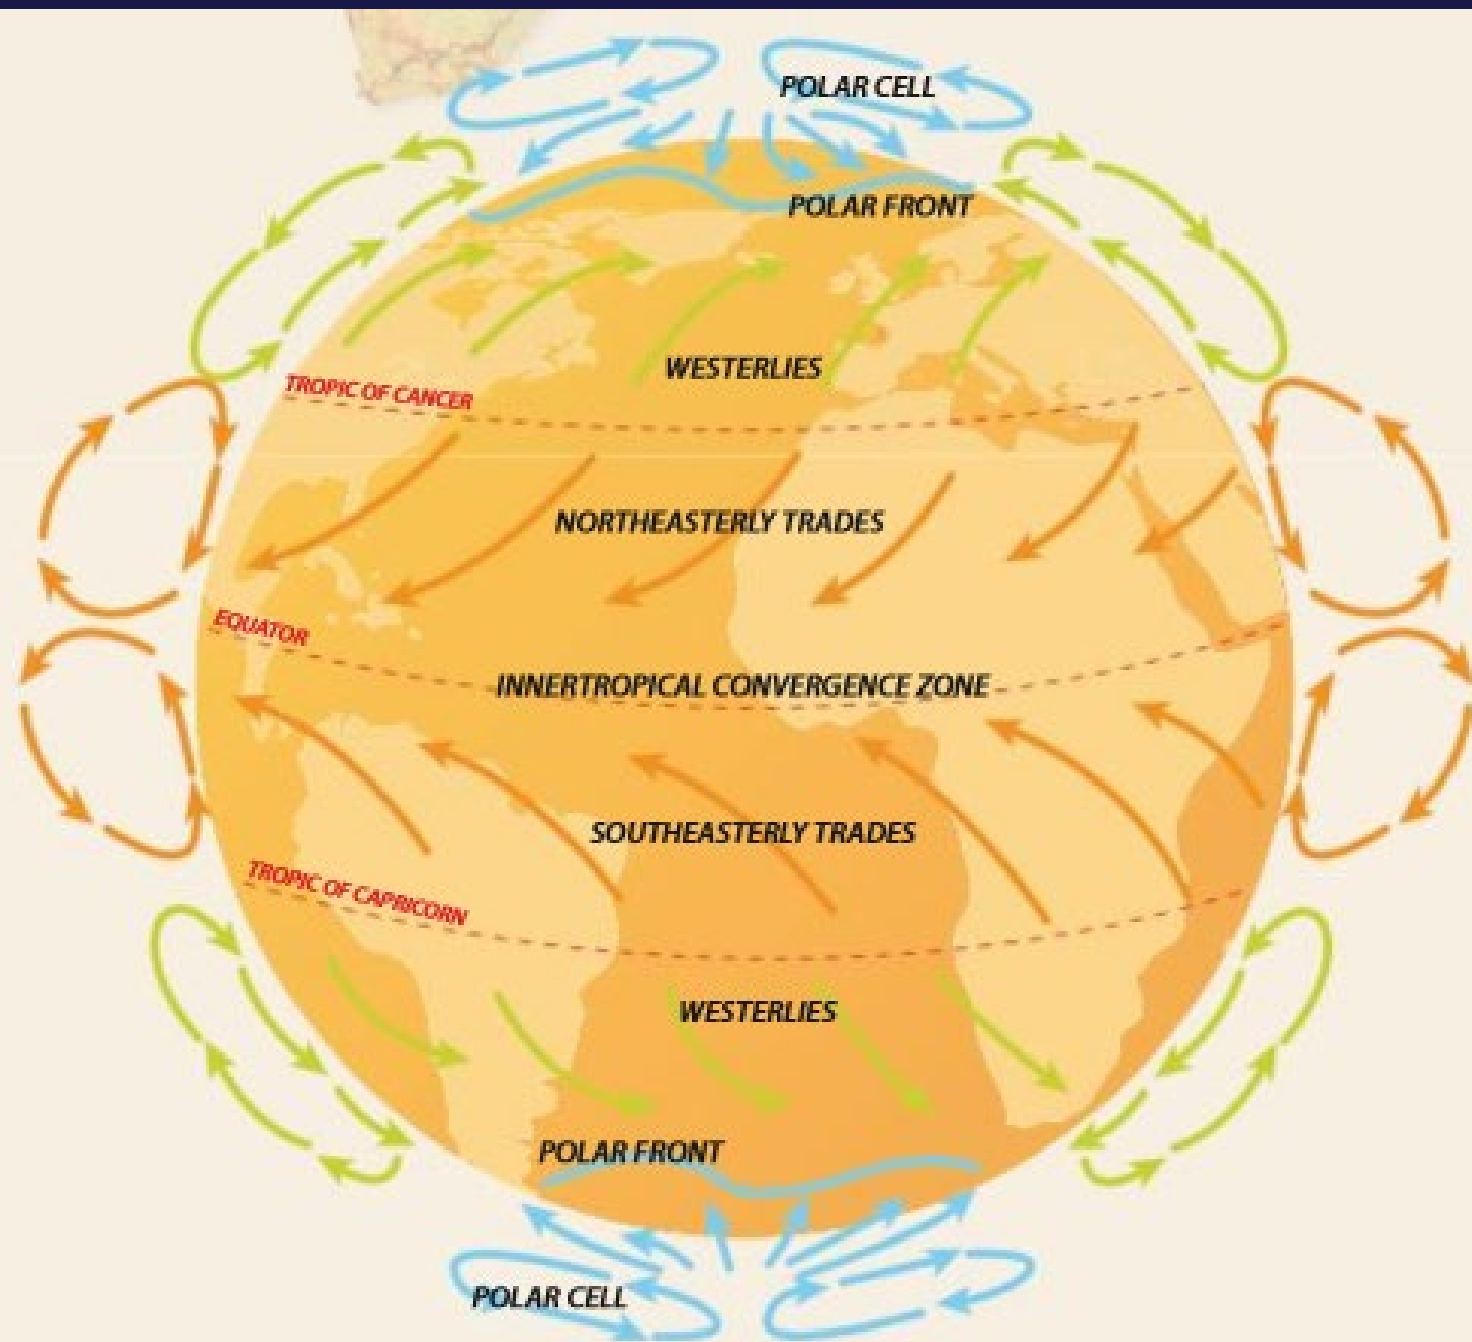 POLAR CELL
POLAR FRONT
WESTERLIES
TROPIC OF CANCER
NORTHEASTERLY TRADES
EQUATOR
INNERTROPICAL CONVERGENCE ZONE
SOUTHEASTERLY TRADES
TROPIC OF CAPRICORN
WESTERLIES
POLAR FRONT
POLAR CELL